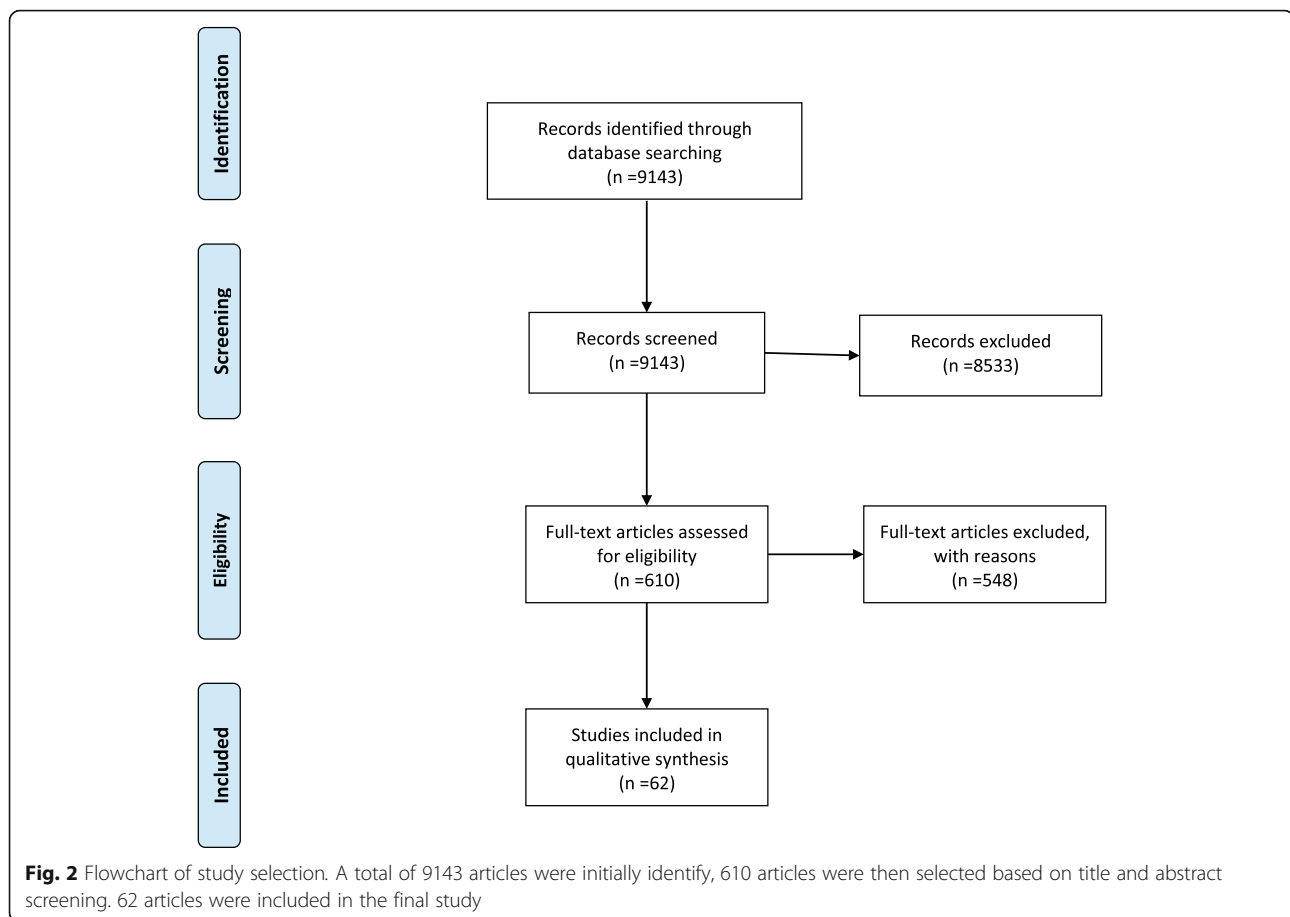 Identification
Records identified through
database searching
(n =9143)
Screening
Records screened
(n =9143)
Records excluded
(n =8533)
Eligibility
Full-text articles assessed
for eligibility
(n =610)
Full-text articles excluded,
with reasons
(n =548)
Included
Studies included in
qualitative synthesis
(n =62)
Fig. 2 Flowchart of study selection. A total of 9143 articles were initially identify, 610 articles were then selected based on title and abstract
screening. 62 articles were included in the final study